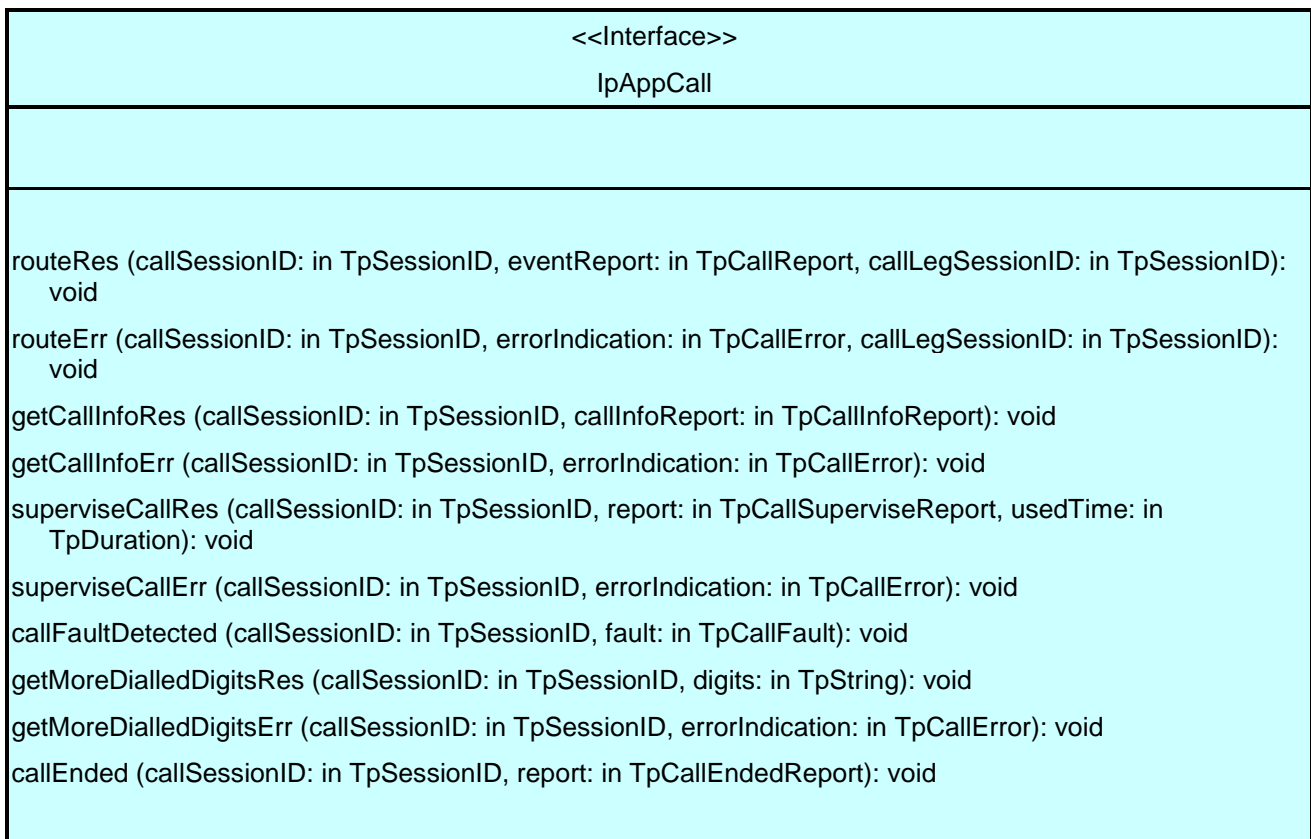 <<Interface>>
IpAppCall
routeRes (callSessionID: in TpSessionID, eventReport: in TpCallReport, callLegSessionID: in TpSessionID):
void
routeErr (callSessionID: in TpSessionID, errorIndication: in TpCallError, callLegSessionID: in TpSessionID):
void
getCallInfoRes (callSessionID: in TpSessionID, callInfoReport: in TpCallInfoReport): void
getCallInfoErr (callSessionID: in TpSessionID, errorIndication: in TpCallError): void
superviseCallRes (callSessionID: in TpSessionID, report: in TpCallSuperviseReport, usedTime: in
TpDuration): void
superviseCallErr (callSessionID: in TpSessionID, errorIndication: in TpCallError): void
callFaultDetected (callSessionID: in TpSessionID, fault: in TpCallFault): void
getMoreDialledDigitsRes (callSessionID: in TpSessionID, digits: in TpString): void
getMoreDialledDigitsErr (callSessionID: in TpSessionID, errorIndication: in TpCallError): void
callEnded (callSessionID: in TpSessionID, report: in TpCallEndedReport): void